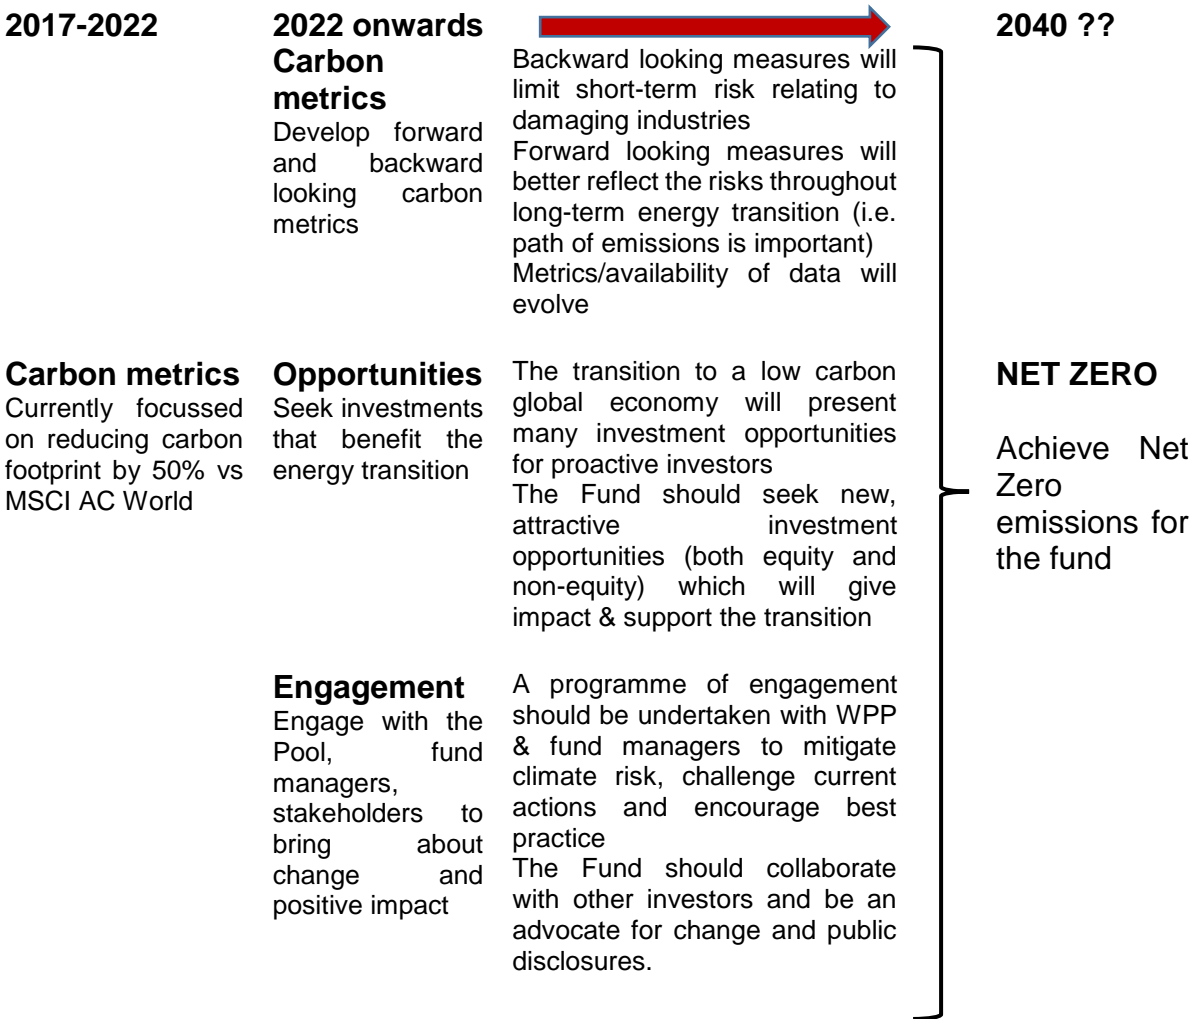 2017-2022
2022 onwards
2040 ??
Carbon
metrics
Develop forward
and backward
looking carbon
metrics
Backward looking measures will
limit short-term risk relating to
damaging industries
Forward looking measures will
better reflect the risks throughout
long-term energy transition (i.e.
path of emissions is important)
Metrics/availability of data will
evolve
Carbon metrics
Currently focussed
on reducing carbon
footprint by 50% vs
MSCI AC World
Opportunities
Seek investments
that benefit the
energy transition
The transition to a low carbon
global economy will present
many investment opportunities
for proactive investors
The Fund should seek new,
attractive investment
opportunities (both equity and
non-equity) which will give
impact & support the transition
NET ZERO
Achieve Net
Zero
emissions for
the fund
Engagement
Engage with the
Pool, fund
managers,
stakeholders to
bring about
change and
positive impact
A programme of engagement
should be undertaken with WPP
& fund managers to mitigate
climate risk, challenge current
actions and encourage best
practice
The Fund should collaborate
with other investors and be an
advocate for change and public
disclosures.